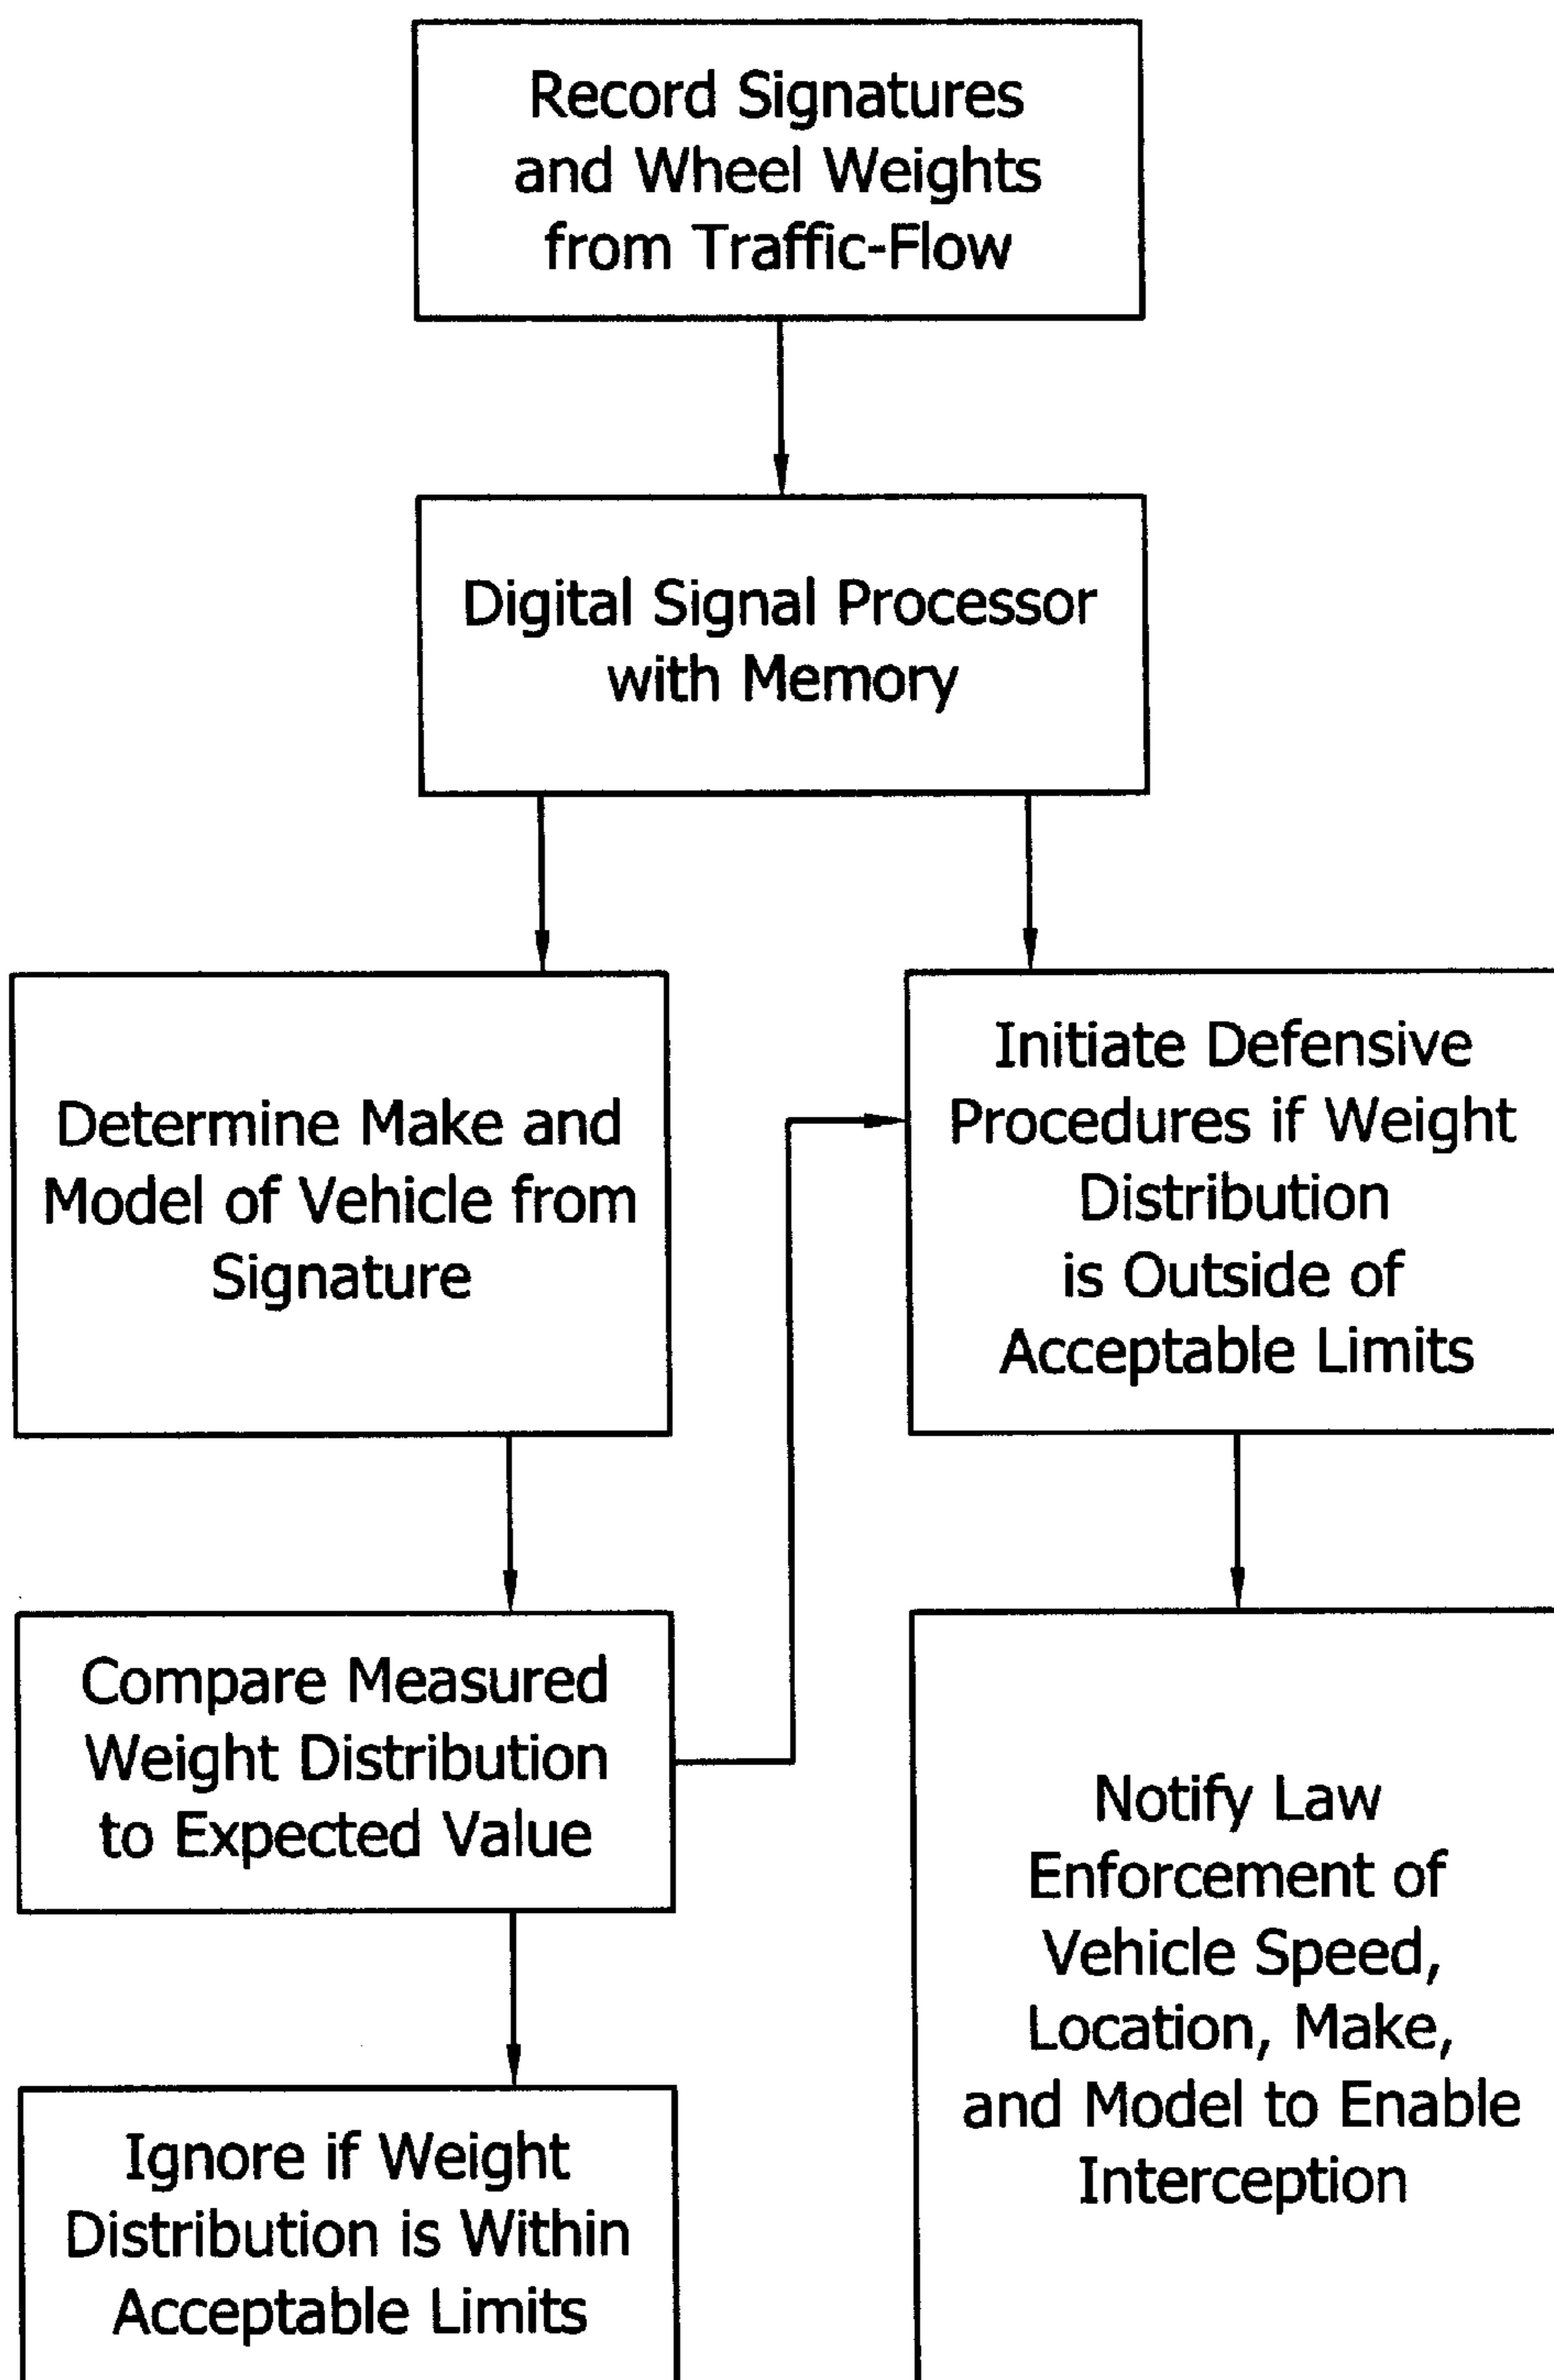 Record Signatures
and Wheel Weights
from Traffic-Flow
Digital Signal Processor
with Memory
Determine Make and
Model of Vehicle from
Signature
Initiate Defensive
Procedures if Weight
Distribution
is Outside of
Acceptable Limits
Compare Measured
Weight Distribution
to Expected Value
Notify Law
Enforcement of
Vehicle Speed,
Location, Make,
and Model to Enable
Interception
Ignore if Weight
Distribution is Within
Acceptable Limits